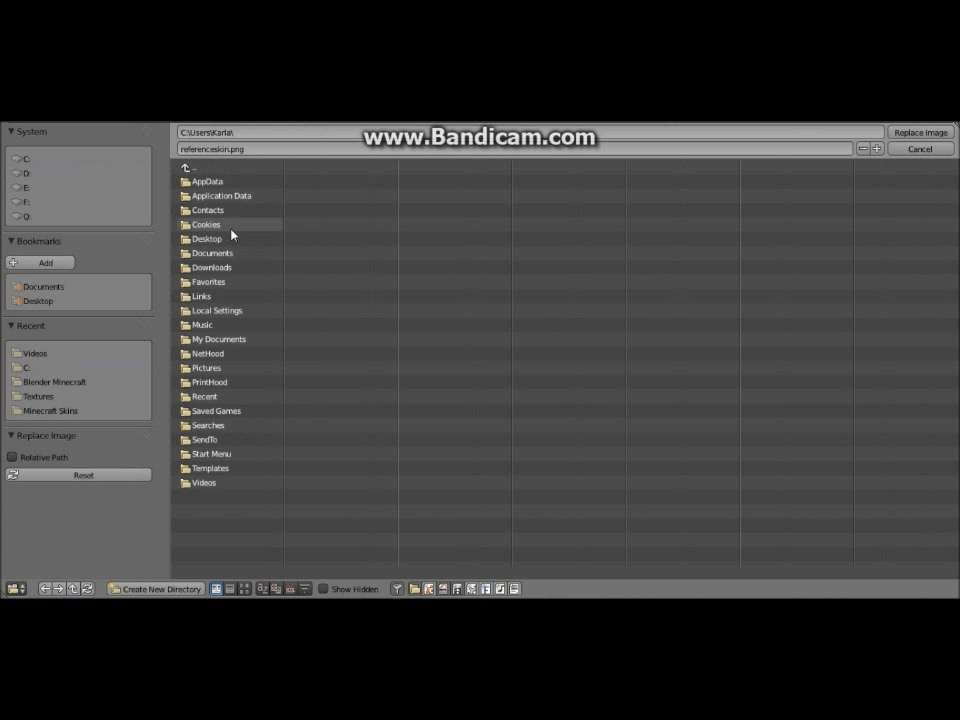 www.Bandicam.com
System
C:\Users\Karla\
Replace Image
referenceskin.png
Cancel
C:
D:
E:
F:
Q:
Bookmarks
Add
Documents
Desktop
Recent
Videos
C:
Blender Minecraft
Textures
Minecraft Skins
Replace Image
Relative Path
Reset
..
AppData
Application Data
Contacts
Cookies
Desktop
Documents
Downloads
Favorites
Links
Local Settings
Music
My Documents
NetHood
Pictures
PrintHood
Recent
Saved Games
Searches
SendTo
Start Menu
Templates
Videos
Create New Directory
Show Hidden